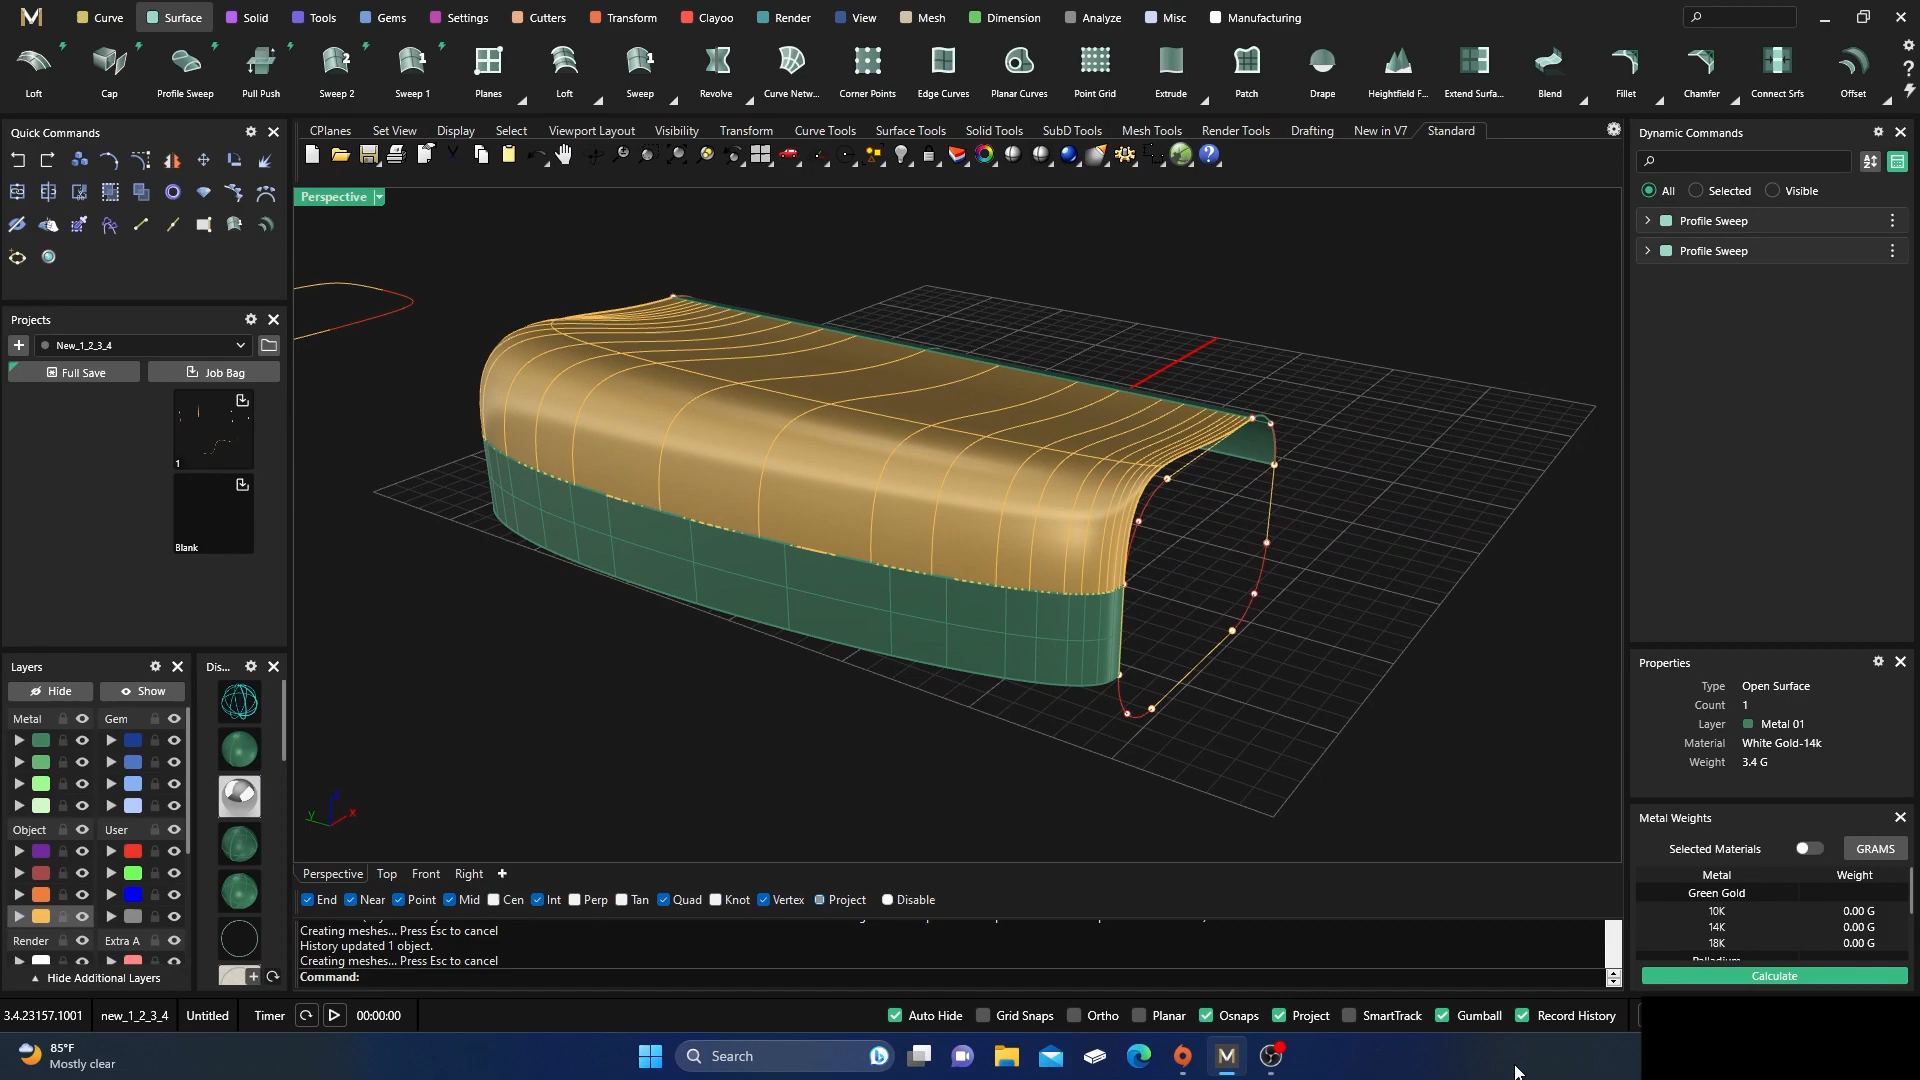 M Curve Surface Solid Tools Gems Settings Cutters Transform Clayoo Render View Mesh Dimension Analyze Misc Manufacturing
Loft Cap Profile Sweep Pull Push Sweep 2 Sweep 1 Planes Loft Sweep Revolve Curve Netw... Corner Points Edge Curves Planar Curves Point Grid Extrude Patch Drape Heightfield F... Extend Surfa... Blend Fillet Chamfer Connect Srfs Offset
Quick Commands
CPlanes Set View Display Select Viewport Layout Visibility Transform Curve Tools Surface Tools Solid Tools SubD Tools Mesh Tools Render Tools Drafting New in V7 Standard
Dynamic Commands
All Selected Visible
Profile Sweep
Profile Sweep
Perspective
Projects
New_1_2_3_4
Full Save Job Bag
1
Blank
Layers Dis...
Hide Show
Metal Gem
Object User
Render Extra A
Hide Additional Layers
y z x
Properties
Type Open Surface
Count 1
Layer Metal 01
Material White Gold-14k
Weight 3.4 G
Metal Weights
Selected Materials GRAMS
Metal Weight
Green Gold
10K 0.00 G
14K 0.00 G
18K 0.00 G
Palladium
Calculate
Perspective Top Front Right
End Near Point Mid Cen Int Perp Tan Quad Knot Vertex Project Disable
Creating meshes... Press Esc to cancel
History updated 1 object.
Creating meshes... Press Esc to cancel
Command:
3.4.23157.1001 new_1_2_3_4 Untitled Timer 00:00:00 Auto Hide Grid Snaps Ortho Planar Osnaps Project SmartTrack Gumball Record History
85°F
Mostly clear
Search